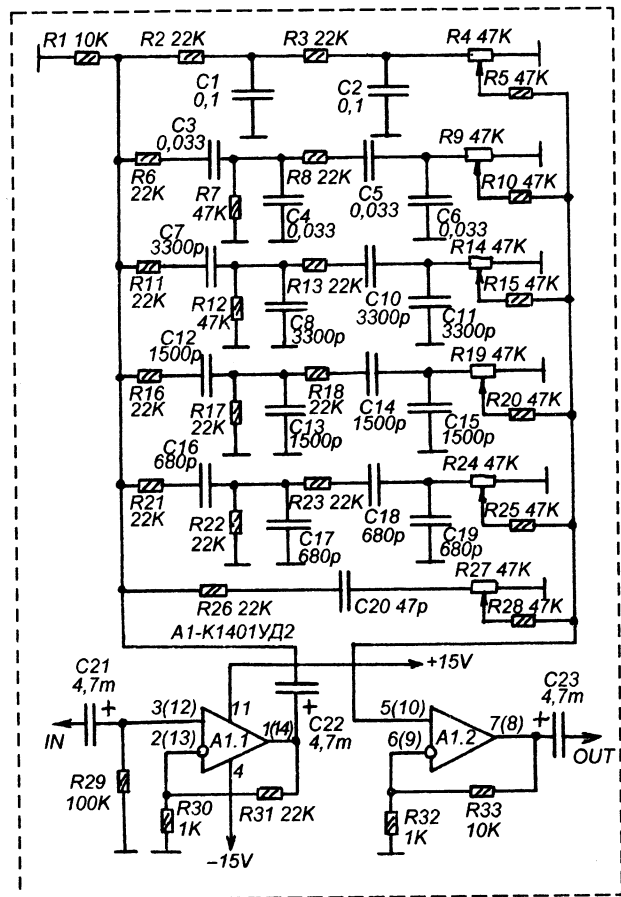 R1 10K R2 22K R3 22K R4 47K
R5 47K
C1
0,1
C2
0,1
C3
0,033
R9 47K
R6
22K
R7
47K
R8 22K
R10 47K
C4
0,033
C5
0,033
C6
0,033
C7
3300p
R14 47K
R11
22K
R12
47K
R13 22K
R15 47K
C8
3300p
C10
3300p
C11
3300p
C12
1500p
R19 47K
R16
22K
R17
22K
R18
22K
R20 47K
C13
1500p
C14
1500p
C15
1500p
C16
680p
R24 47K
R21
22K
R22
22K
R23 22K
R25 47K
C17
680p
C18
680p
C19
680p
R27 47K
R26 22K
C20 47p
R28 47K
A1-К1401УД2
+15V
C21
4,7m
+
11
3(12)
A1.1
1(14)
2(13)
4
+
C22
4,7m
IN
R29
100K
R30
1K
R31 22K
–15V
5(10)
A1.2
7(8)
6(9)
C23
4,7m
+
OUT
R32
1K
R33
10K